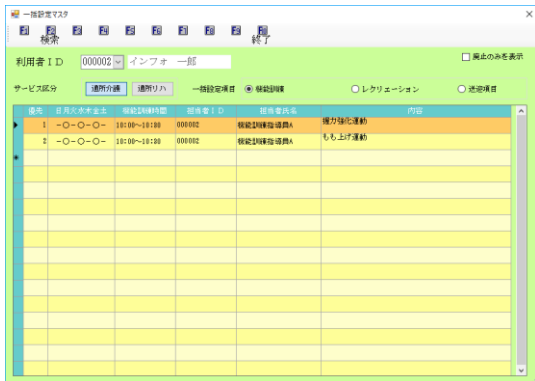 一括設定マスタ
F1 F2 F3 F4 F5 F6 F7 F8 F9 F10
検索 終了
利用者ID 000002 インフォ 一郎 廃止のみを表示
サービス区分 通所介護 通所リハ 一括設定項目 機能訓練 レクリエーション 送迎項目
優先 日月火水木金土 機能訓練時間 担当者ID 担当者氏名 内容
1 -○-○-○- 10:00~10:30 000002 機能訓練指導員A 握力強化運動
2 -○-○-○- 10:00~10:30 000002 機能訓練指導員A もも上げ運動